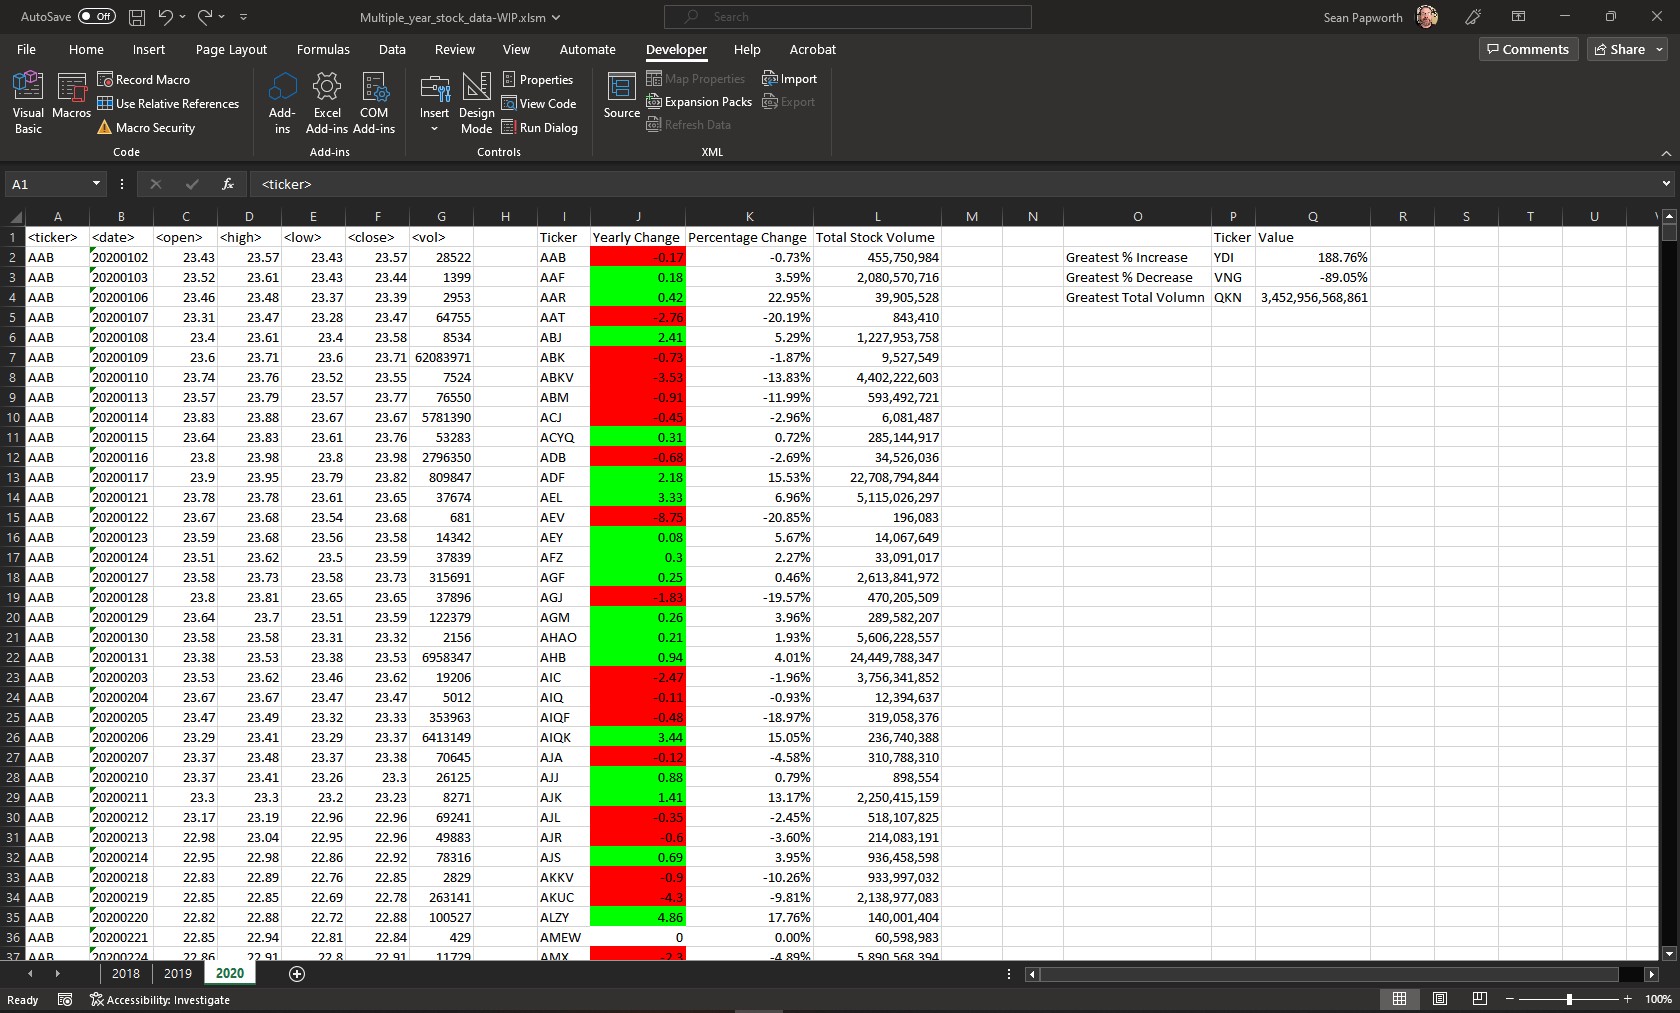 AutoSave Off Multiple_year_stock_data-WIP.xlsm Search Sean Papworth
File Home Insert Page Layout Formulas Data Review View Automate Developer Help Acrobat Comments Share
Visual Basic
Macros
Record Macro
Use Relative References
Macro Security
Code
Add-ins
Excel Add-ins
COM Add-ins
Add-ins
Insert
Design Mode
Properties
View Code
Run Dialog
Controls
Source
Map Properties
Expansion Packs
Refresh Data
Import
Export
XML
A1 fx <ticker>
A B C D E F G H I J K L M N O P Q R S T U
1 <ticker> <date> <open> <high> <low> <close> <vol> Ticker Yearly Change Percentage Change Total Stock Volume Ticker Value
2 AAB 20200102 23.43 23.57 23.43 23.57 28522 AAB -0.17 -0.73% 455,750,984 Greatest % Increase YDI 188.76%
3 AAB 20200103 23.52 23.61 23.43 23.44 1399 AAF 0.18 3.59% 2,080,570,716 Greatest % Decrease VNG -89.05%
4 AAB 20200106 23.46 23.48 23.37 23.39 2953 AAR 0.42 22.95% 39,905,528 Greatest Total Volumn QKN 3,452,956,568,861
5 AAB 20200107 23.31 23.47 23.28 23.47 64755 AAT -2.76 -20.19% 843,410
6 AAB 20200108 23.4 23.61 23.4 23.58 8534 ABJ 2.41 5.29% 1,227,953,758
7 AAB 20200109 23.6 23.71 23.6 23.71 62083971 ABK -0.73 -1.87% 9,527,549
8 AAB 20200110 23.74 23.76 23.52 23.55 7524 ABKV -3.53 -13.83% 4,402,222,603
9 AAB 20200113 23.57 23.79 23.57 23.77 76550 ABM -0.91 -11.99% 593,492,721
10 AAB 20200114 23.83 23.88 23.67 23.67 5781390 ACJ -0.45 -2.96% 6,081,487
11 AAB 20200115 23.64 23.83 23.61 23.76 53283 ACYQ 0.31 0.72% 285,144,917
12 AAB 20200116 23.8 23.98 23.8 23.98 2796350 ADB -0.68 -2.69% 34,526,036
13 AAB 20200117 23.9 23.95 23.79 23.82 809847 ADF 2.18 15.53% 22,708,794,844
14 AAB 20200121 23.78 23.78 23.61 23.65 37674 AEL 3.33 6.96% 5,115,026,297
15 AAB 20200122 23.67 23.68 23.54 23.68 681 AEV -8.75 -20.85% 196,083
16 AAB 20200123 23.59 23.68 23.56 23.58 14342 AEY 0.08 5.67% 14,067,649
17 AAB 20200124 23.51 23.62 23.5 23.59 37839 AFZ 0.3 2.27% 33,091,017
18 AAB 20200127 23.58 23.73 23.58 23.73 315691 AGF 0.25 0.46% 2,613,841,972
19 AAB 20200128 23.8 23.81 23.65 23.65 37896 AGJ -1.83 -19.57% 470,205,509
20 AAB 20200129 23.64 23.7 23.51 23.59 122379 AGM 0.26 3.96% 289,582,207
21 AAB 20200130 23.58 23.58 23.31 23.32 2156 AHAO 0.21 1.93% 5,606,228,557
22 AAB 20200131 23.38 23.53 23.38 23.53 6958347 AHB 0.94 4.01% 24,449,788,347
23 AAB 20200203 23.53 23.62 23.46 23.62 19206 AIC -2.47 -1.96% 3,756,341,852
24 AAB 20200204 23.67 23.67 23.47 23.47 5012 AIQ -0.11 -0.93% 12,394,637
25 AAB 20200205 23.47 23.49 23.32 23.33 353963 AIQF -0.48 -18.97% 319,058,376
26 AAB 20200206 23.29 23.41 23.29 23.37 6413149 AIQK 3.44 15.05% 236,740,388
27 AAB 20200207 23.37 23.48 23.37 23.38 70645 AJA -0.12 -4.58% 310,788,310
28 AAB 20200210 23.37 23.41 23.26 23.3 26125 AJJ 0.88 0.79% 898,554
29 AAB 20200211 23.3 23.3 23.2 23.23 8271 AJK 1.41 13.17% 2,250,415,159
30 AAB 20200212 23.17 23.19 22.96 22.96 69241 AJL -0.35 -2.45% 518,107,825
31 AAB 20200213 22.98 23.04 22.95 22.96 49883 AJR -0.6 -3.60% 214,083,191
32 AAB 20200214 22.95 22.98 22.86 22.92 78316 AJS 0.69 3.95% 936,458,598
33 AAB 20200218 22.83 22.89 22.76 22.85 2829 AKKV -0.9 -10.26% 933,997,032
34 AAB 20200219 22.85 22.85 22.69 22.78 263141 AKUC -4.3 -9.81% 2,138,977,083
35 AAB 20200220 22.82 22.88 22.72 22.88 100527 ALZY 4.86 17.76% 140,001,404
36 AAB 20200221 22.85 22.94 22.81 22.84 429 AMEW 0 0.00% 60,598,983
37 AAB 20200224 22.86 22.91 22.8 22.91 11729 AMX -2.3 -4.89% 5,890,568,394
2018 2019 2020
Ready Accessibility: Investigate 100%